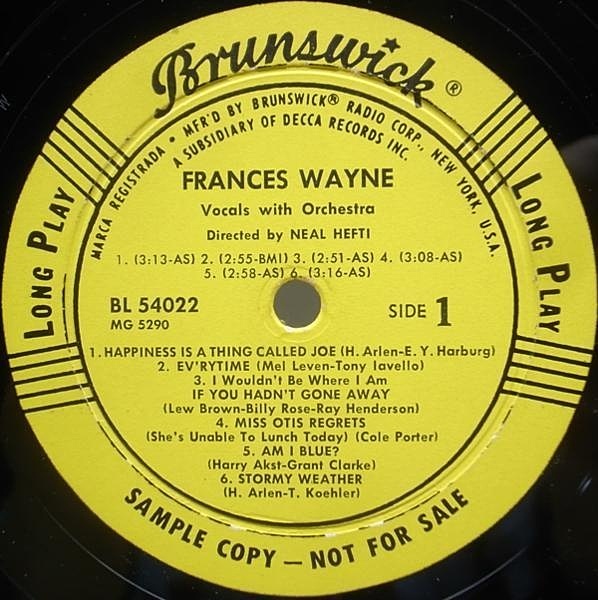 Brunswick ®
MARCA REGISTRADA • MFR'D BY BRUNSWICK® RADIO CORP., NEW YORK, U.S.A.
A SUBSIDIARY OF DECCA RECORDS INC.
LONG PLAY
LONG PLAY
FRANCES WAYNE
Vocals with Orchestra
Directed by NEAL HEFTI
1. (3:13-AS) 2. (2:55-BMI) 3. (2:51-AS) 4. (3:08-AS)
5. (2:58-AS) 6. (3:16-AS)
BL 54022
MG 5290
SIDE 1
1. HAPPINESS IS A THING CALLED JOE (H. Arlen-E. Y. Harburg)
2. EV'RYTIME (Mel Leven-Tony Iavello)
3. I Wouldn't Be Where I Am
IF YOU HADN'T GONE AWAY
(Lew Brown-Billy Rose-Ray Henderson)
4. MISS OTIS REGRETS
(She's Unable To Lunch Today) (Cole Porter)
5. AM I BLUE?
(Harry Akst-Grant Clarke)
6. STORMY WEATHER
(H. Arlen-T. Koehler)
SAMPLE COPY — NOT FOR SALE